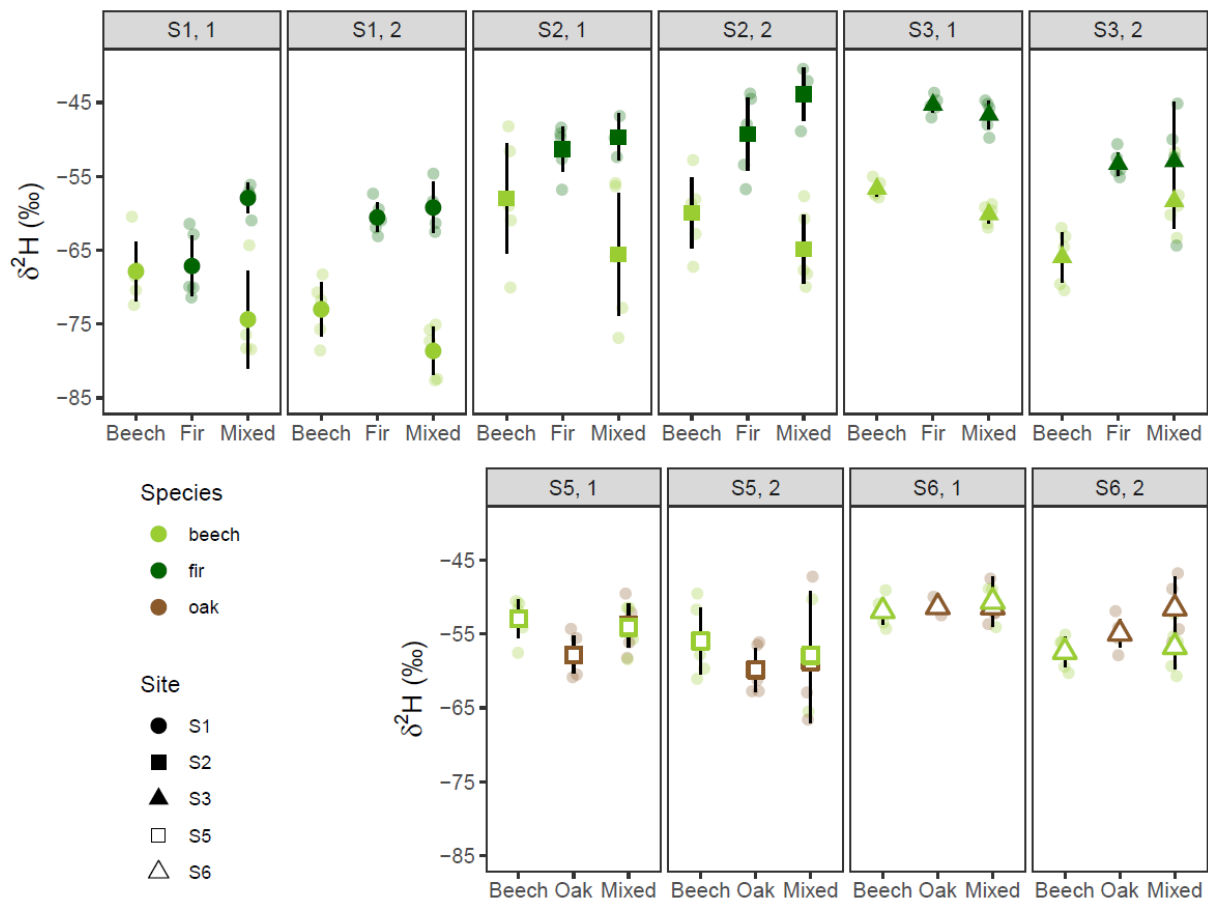 S1, 1 S1, 2 S2, 1 S2, 2 S3, 1 S3, 2
−45
−55
−65
−75
−85
δ²H (‰)
Beech Fir Mixed Beech Fir Mixed Beech Fir Mixed Beech Fir Mixed Beech Fir Mixed Beech Fir Mixed
Species
beech
fir
oak
Site
S1
S2
S3
S5
S6
S5, 1 S5, 2 S6, 1 S6, 2
−45
−55
−65
−75
−85
δ²H (‰)
Beech Oak Mixed Beech Oak Mixed Beech Oak Mixed Beech Oak Mixed